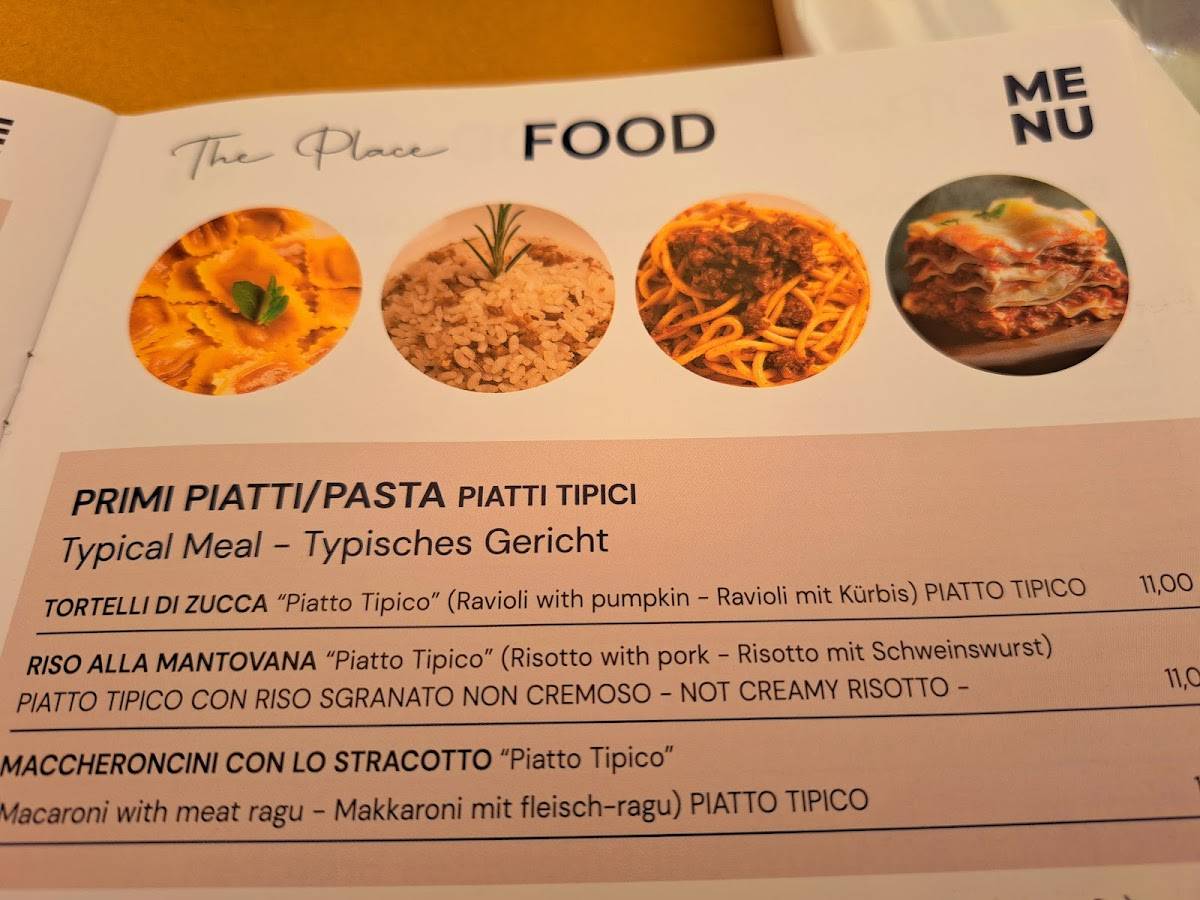 The Place FOOD
ME
NU
PRIMI PIATTI/PASTA PIATTI TIPICI
Typical Meal - Typisches Gericht
TORTELLI DI ZUCCA “Piatto Tipico” (Ravioli with pumpkin - Ravioli mit Kürbis) PIATTO TIPICO 11,00
RISO ALLA MANTOVANA “Piatto Tipico” (Risotto with pork - Risotto mit Schweinswurst)
PIATTO TIPICO CON RISO SGRANATO NON CREMOSO - NOT CREAMY RISOTTO - 11,0
MACCHERONCINI CON LO STRACOTTO “Piatto Tipico”
Macaroni with meat ragu - Makkaroni mit fleisch-ragu) PIATTO TIPICO